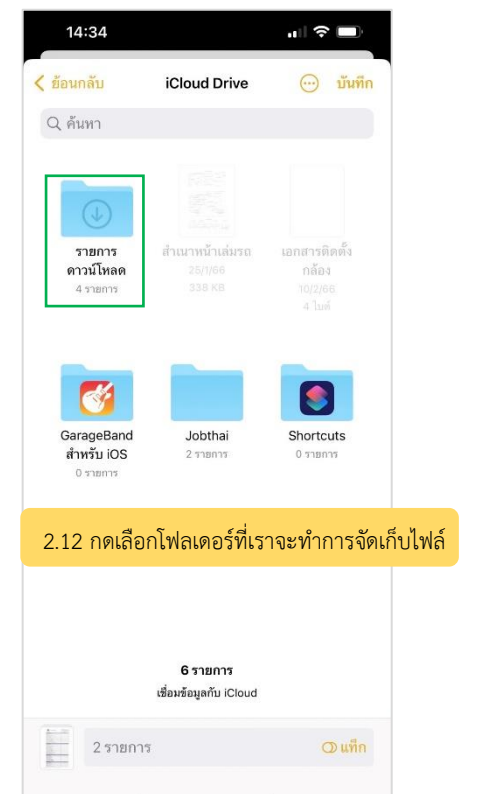 14:34
ย้อนกลับ
iCloud Drive
บันทึก
ค้นหา
รายการ
ดาวน์โหลด
4 รายการ
สำเนาหน้าเล่มรถ
25/1/66
338 KB
เอกสารติดตั้ง
กล้อง
10/2/66
4 ไบต์
GarageBand
สำหรับ iOS
0 รายการ
Jobthai
2 รายการ
Shortcuts
0 รายการ
2.12 กดเลือกโฟลเดอร์ที่เราจะทำการจัดเก็บไฟล์
6 รายการ
เชื่อมข้อมูลกับ iCloud
2 รายการ
แท็ก